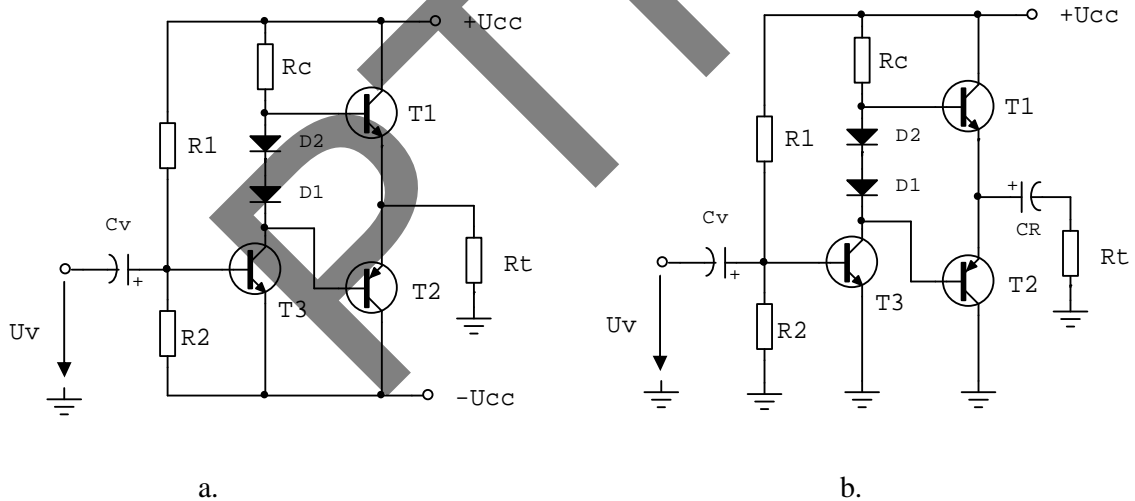 +Ucc
Rc
T1
R1
D2
D1
Cv
+
Rt
T2
T3
Uv
R2
-Ucc
a.
+Ucc
Rc
T1
R1
D2
D1
+
Cv
CR
+
Rt
T2
T3
Uv
R2
b.